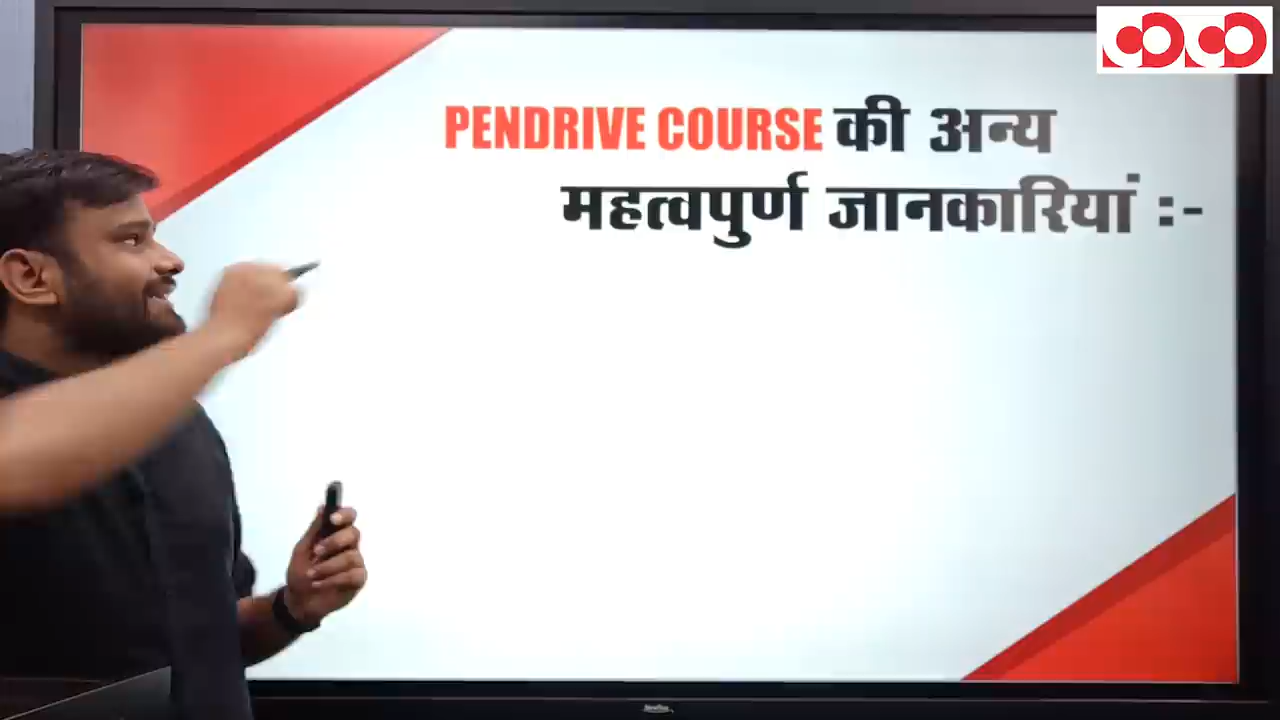 PENDRIVE COURSE की अन्य
महत्वपुर्ण जानकारियां :-